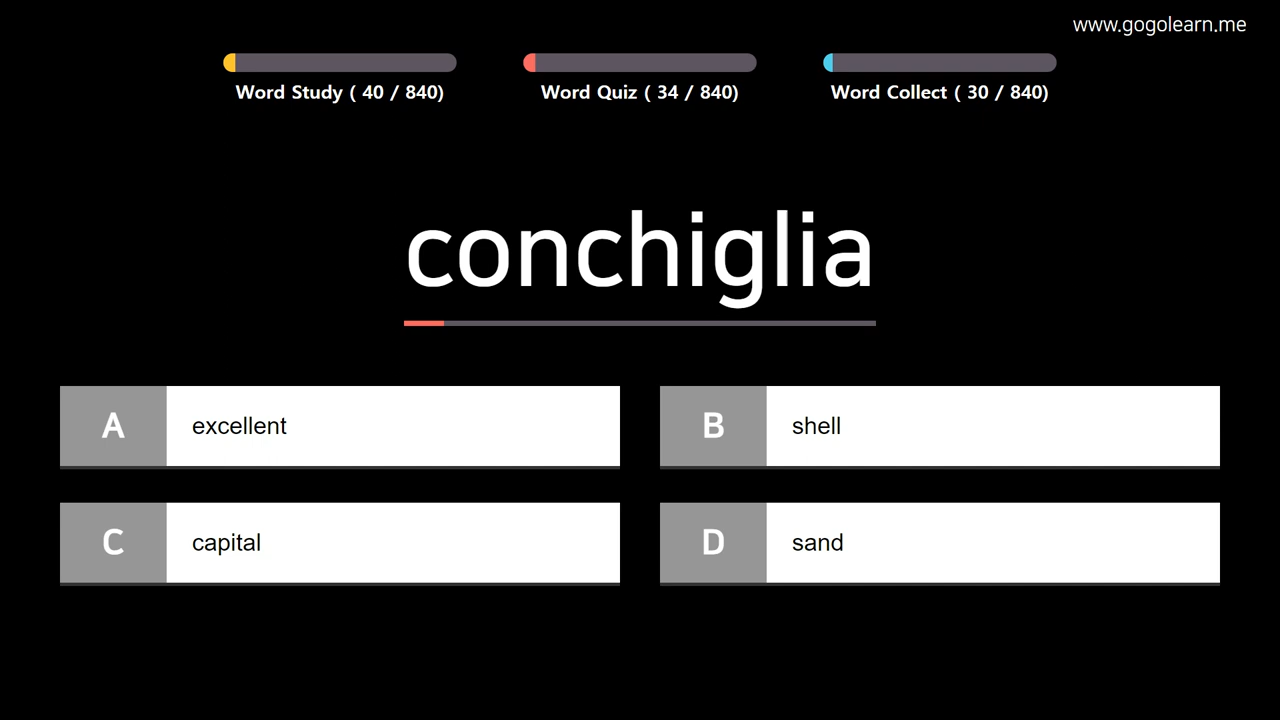 www.gogolearn.me
Word Study ( 40 / 840)
Word Quiz ( 34 / 840)
Word Collect ( 30 / 840)
conchiglia
A excellent
B shell
C capital
D sand